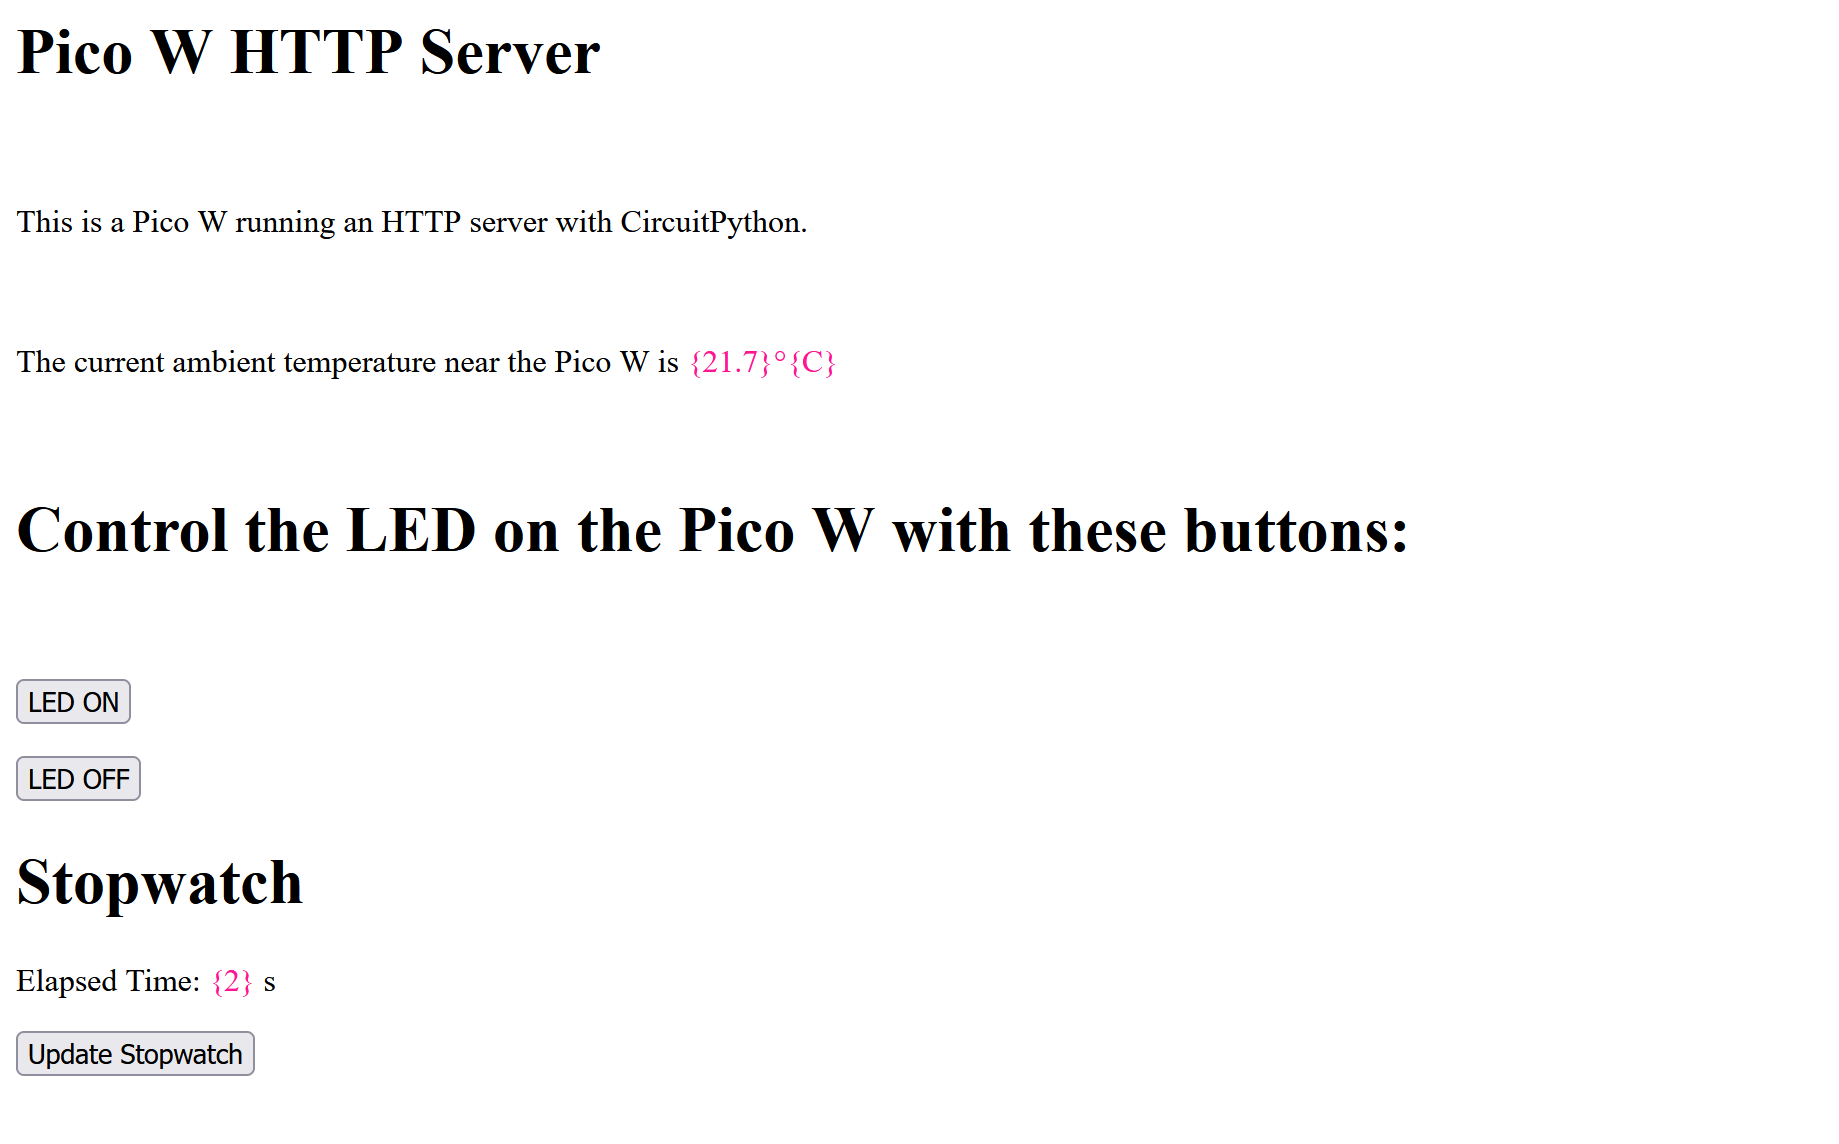 Pico W HTTP Server
This is a Pico W running an HTTP server with CircuitPython.
The current ambient temperature near the Pico W is {21.7}°{C}
Control the LED on the Pico W with these buttons:
LED ON
LED OFF
Stopwatch
Elapsed Time: {2} s
Update Stopwatch